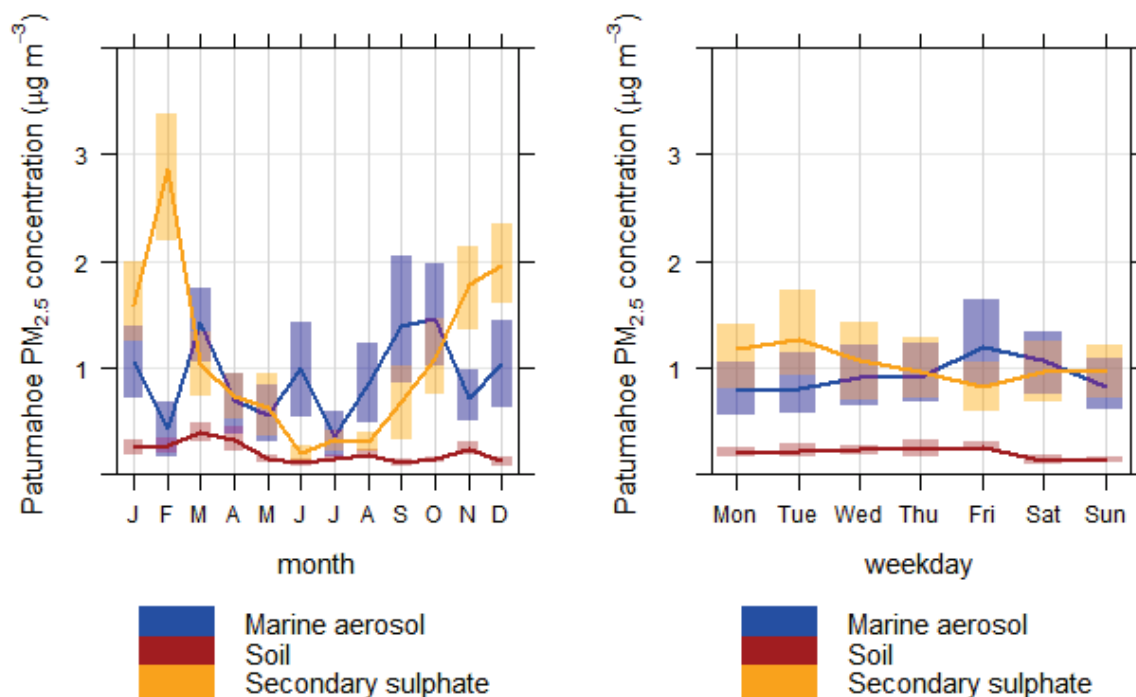 Patumahoe PM2.5 concentration (µg m−3)
3
2
1
J F M A M J J A S O N D
month
Marine aerosol
Soil
Secondary sulphate
Patumahoe PM2.5 concentration (µg m−3)
3
2
1
Mon Tue Wed Thu Fri Sat Sun
weekday
Marine aerosol
Soil
Secondary sulphate